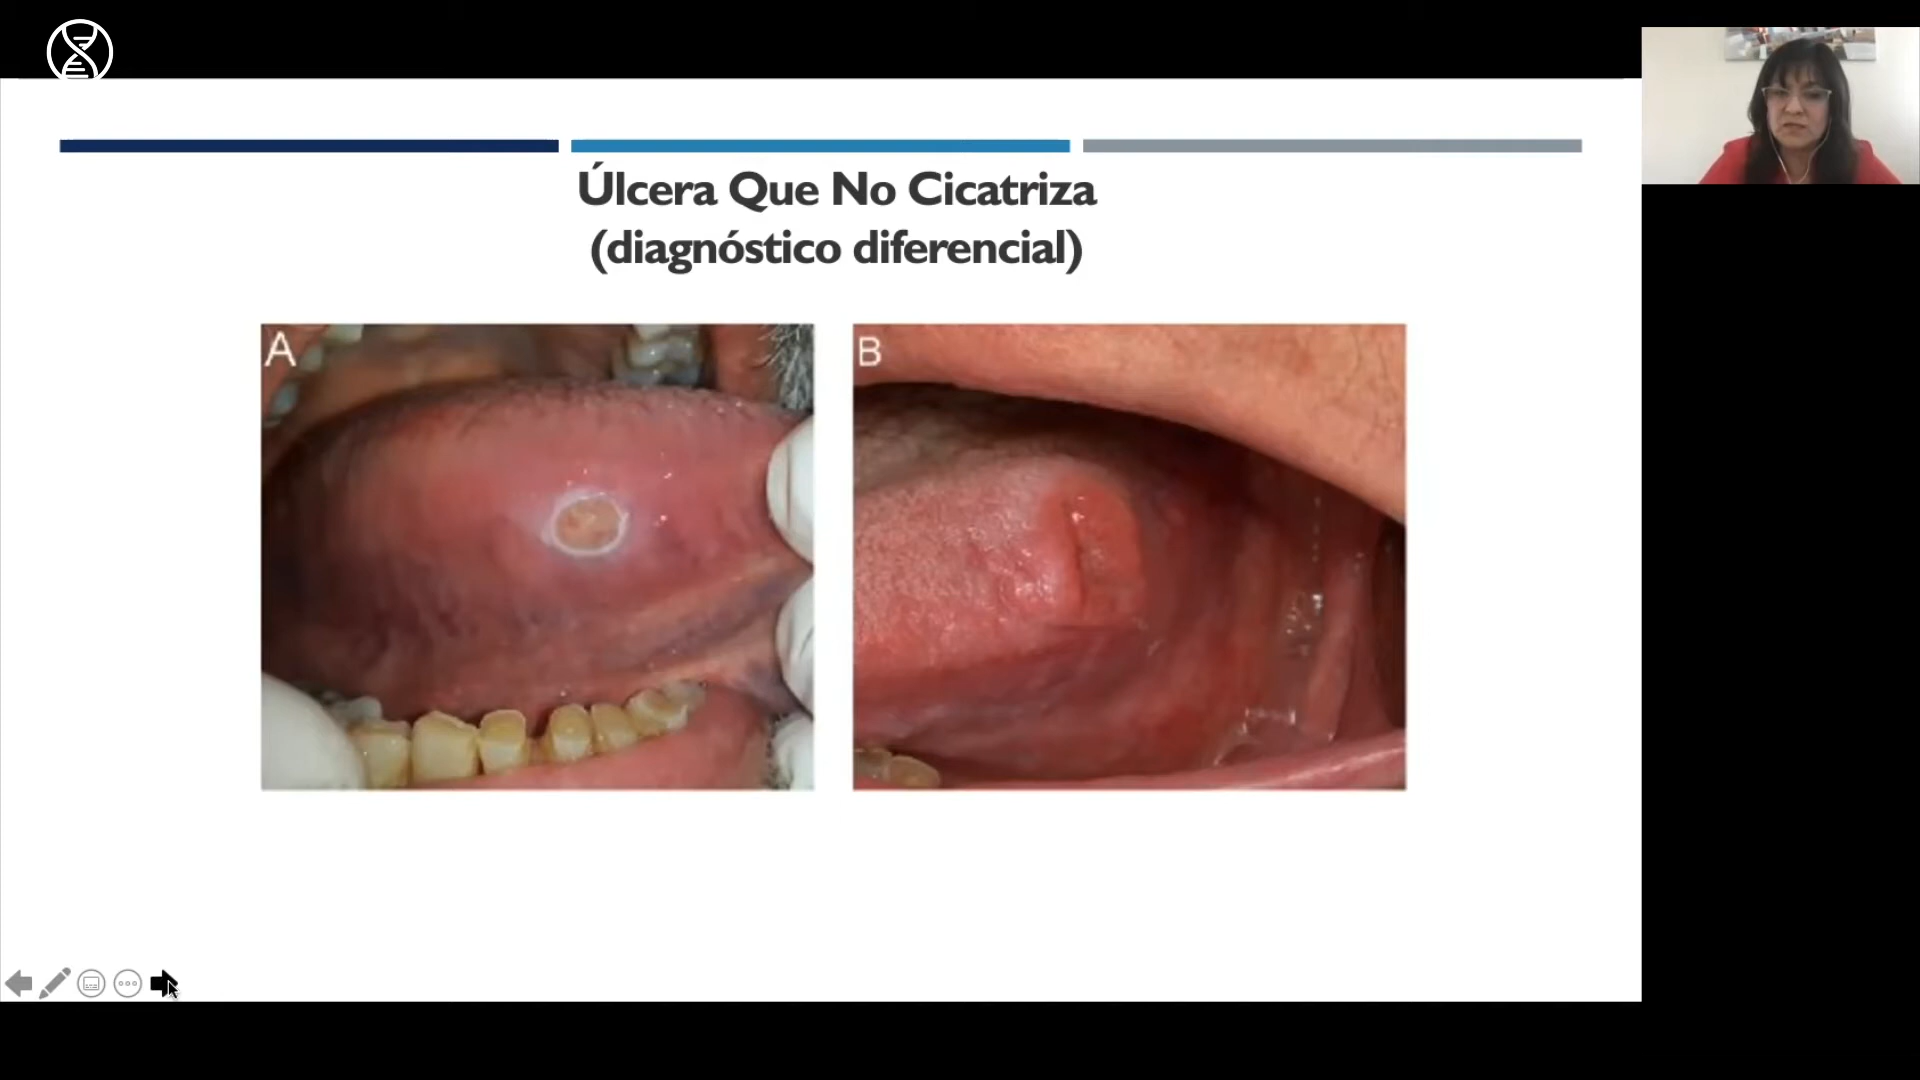 Úlcera Que No Cicatriza
(diagnóstico diferencial)
A
B